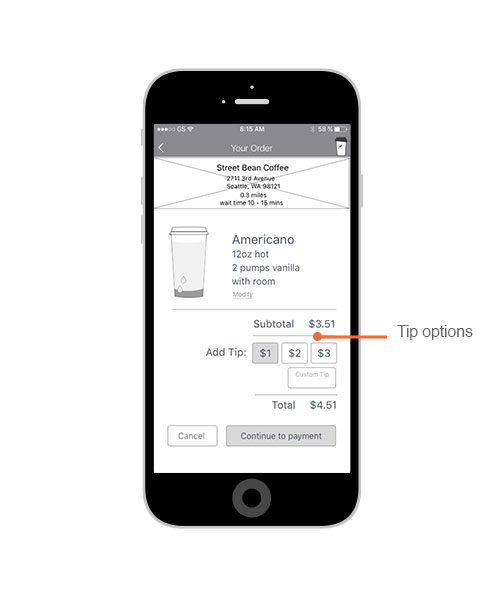 GS 8:15 AM 58 %
Your Order
Street Bean Coffee
2711 3rd Avenue
Seattle, WA 98121
0.3 miles
wait time 10 - 15 mins
Americano
12oz hot
2 pumps vanilla
with room
Modify
Subtotal $3.51
Tip options
Add Tip: $1 $2 $3
Custom Tip
Total $4.51
Cancel Continue to payment